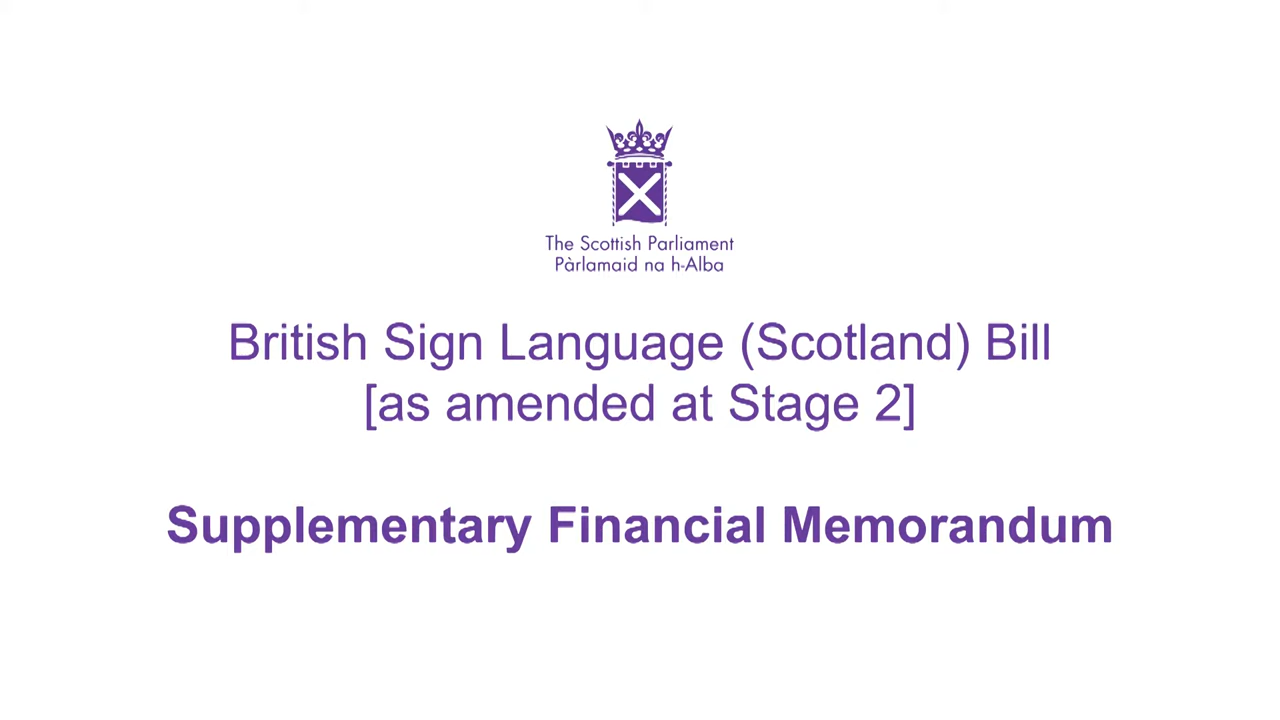 The Scottish Parliament
Pàrlamaid na h-Alba
British Sign Language (Scotland) Bill
[as amended at Stage 2]
Supplementary Financial Memorandum